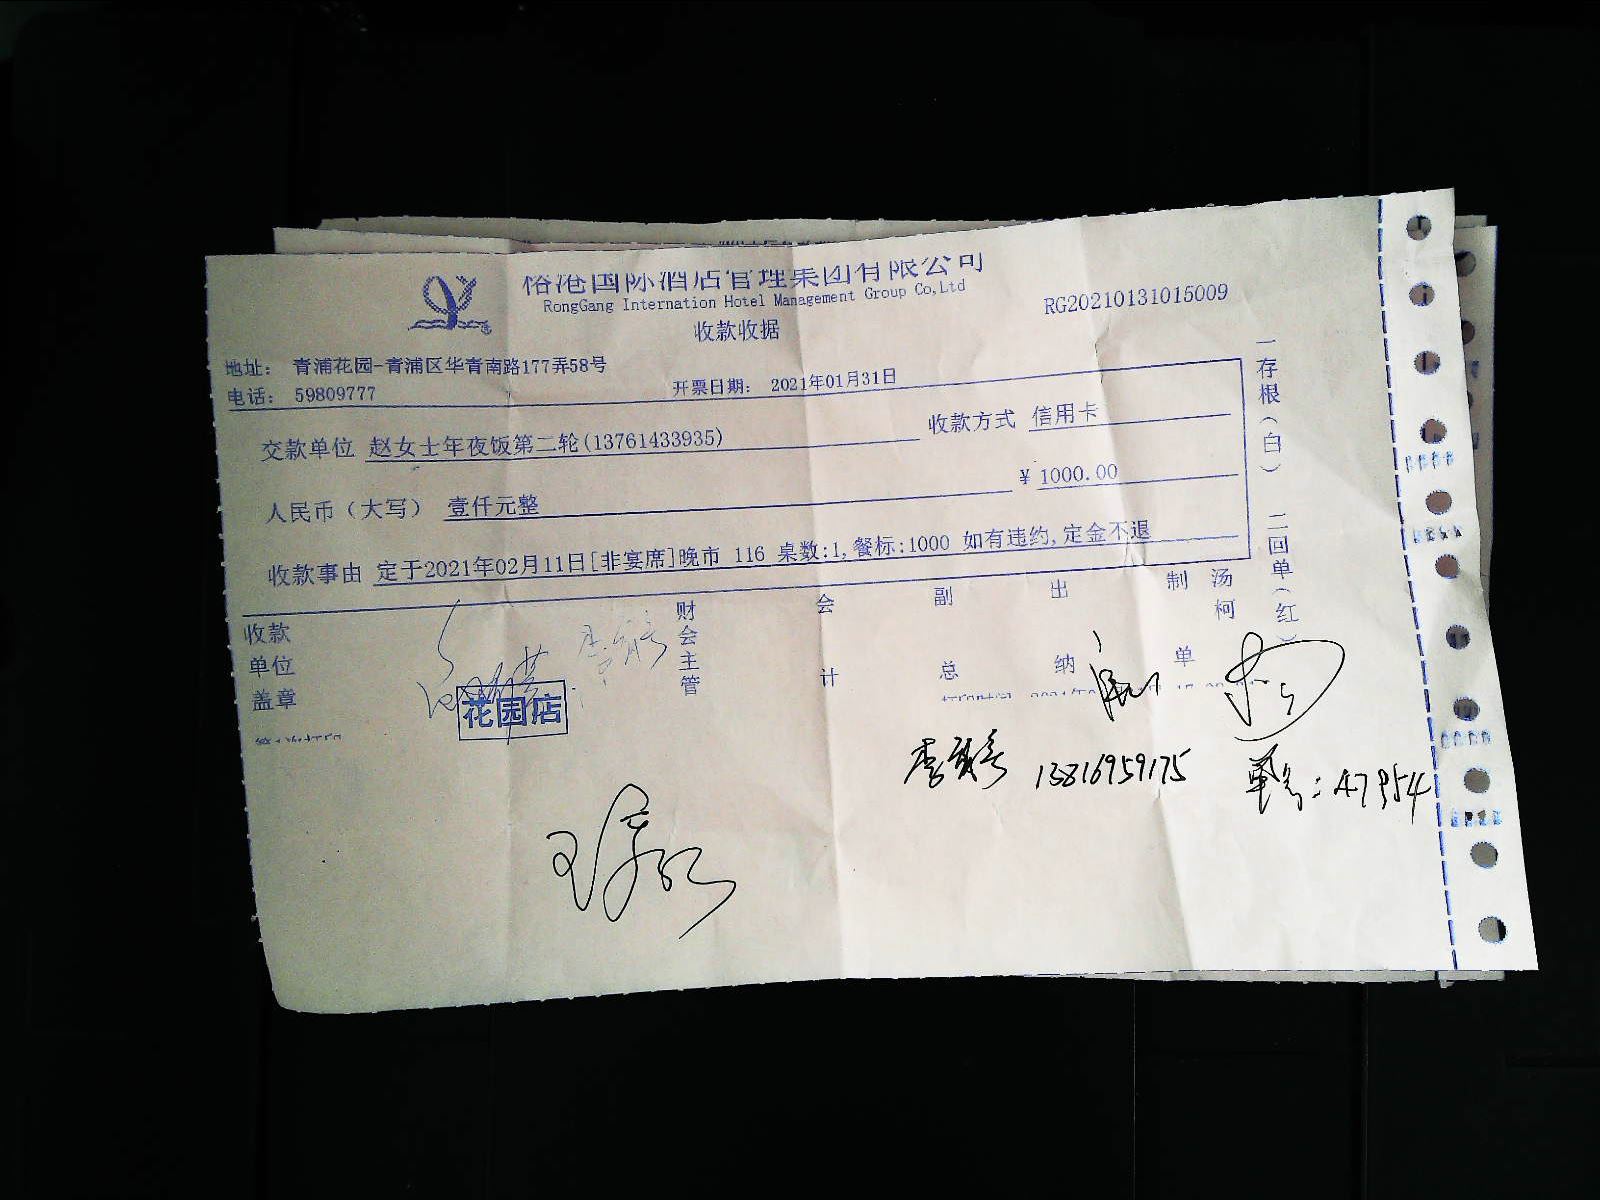 国际酒店管理集团有限公司
RongGang Internation Hotel Management Group Co,Ltd
收款收据
RG20210131015009
地址： 青浦花园-青浦区华青南路177弄58号
电话： 59809777
开票日期： 2021年01月31日
交款单位 赵女士年夜饭第二轮(13761433935)
收款方式 信用卡
人民币（大写） 壹仟元整
¥ 1000.00
收款事由 定于2021年02月11日[非宴席]晚市 116 桌数:1,餐标:1000 如有违约,定金不退
一存根（白） 二回单（红）
收款单位盖章
财会主管
会计
副总
出纳
制单
汤柯
花园店
13816959175
单号：47954